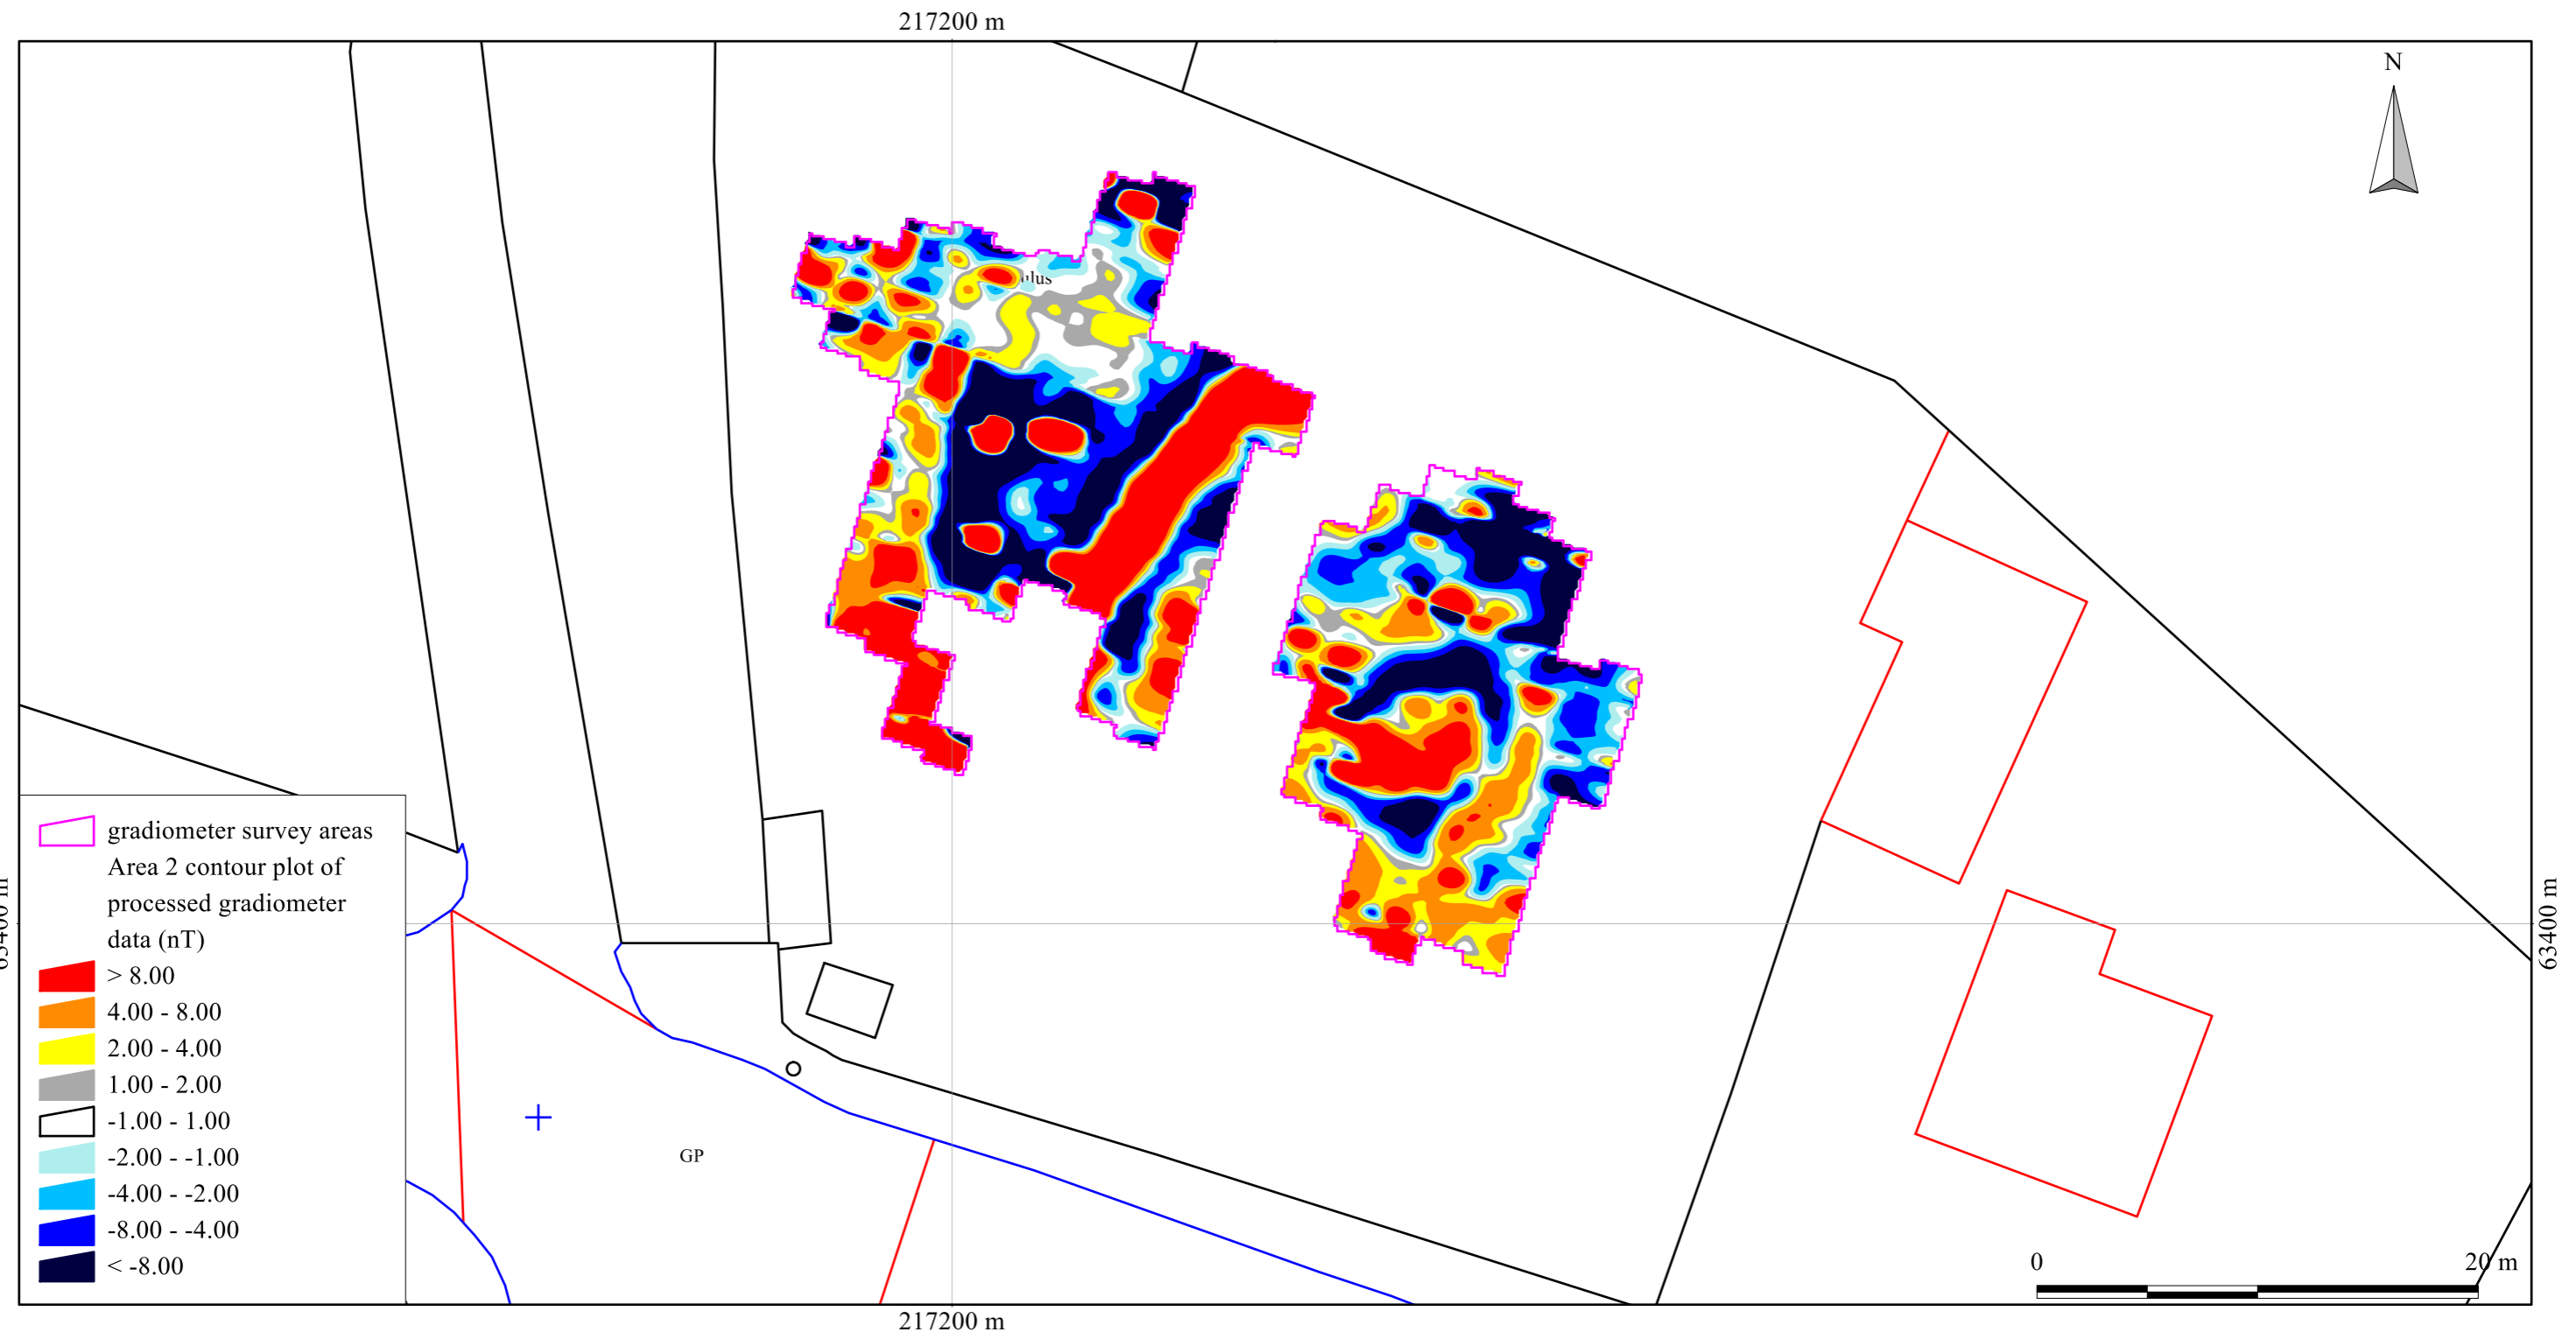 217200 m
N
ulus
gradiometer survey areas
Area 2 contour plot of
processed gradiometer
data (nT)
> 8.00
4.00 - 8.00
2.00 - 4.00
1.00 - 2.00
-1.00 - 1.00
-2.00 - -1.00
-4.00 - -2.00
-8.00 - -4.00
< -8.00
63400 m
63400 m
GP
0
20 m
217200 m